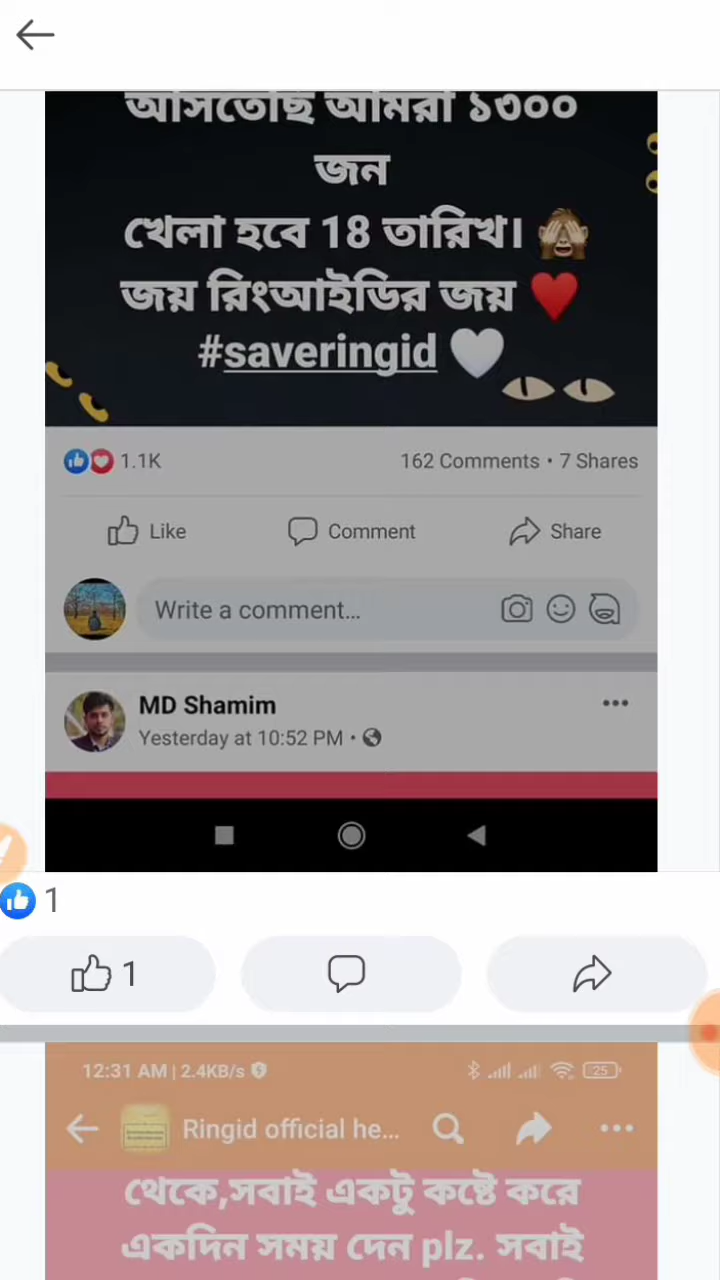 আসতেছি আমরা ১৩০০
জন
খেলা হবে 18 তারিখ।
জয় রিংআইডির জয়
#saveringid
1.1K
162 Comments • 7 Shares
Like
Comment
Share
Write a comment...
MD Shamim
Yesterday at 10:52 PM •
1
1
12:31 AM | 2.4KB/s
25
Ringid official he...
থেকে,সবাই একটু কষ্টে করে
একদিন সময় দেন plz. সবাই